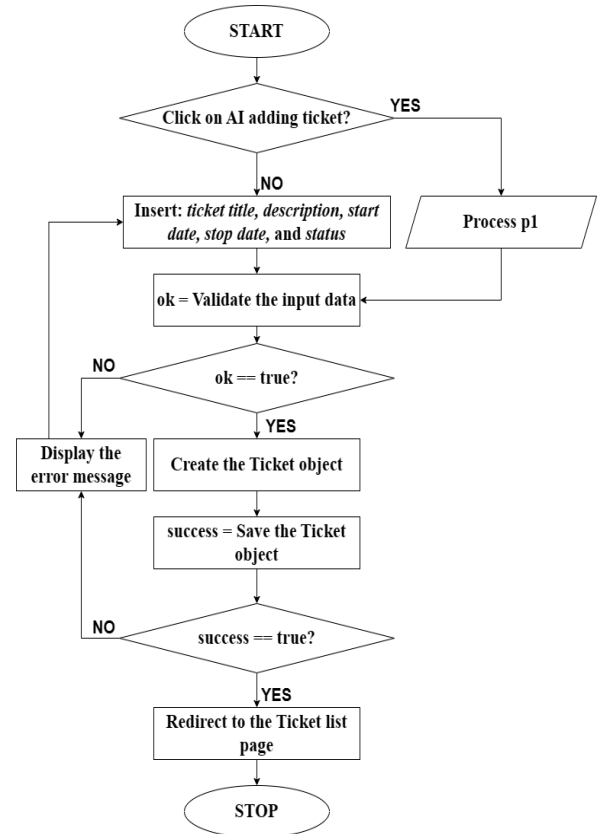 START
Click on AI adding ticket?
YES
NO
Insert: ticket title, description, start
date, stop date, and status
Process p1
ok = Validate the input data
NO
ok == true?
YES
Display the
error message
Create the Ticket object
success = Save the Ticket
object
NO
success == true?
YES
Redirect to the Ticket list
page
STOP